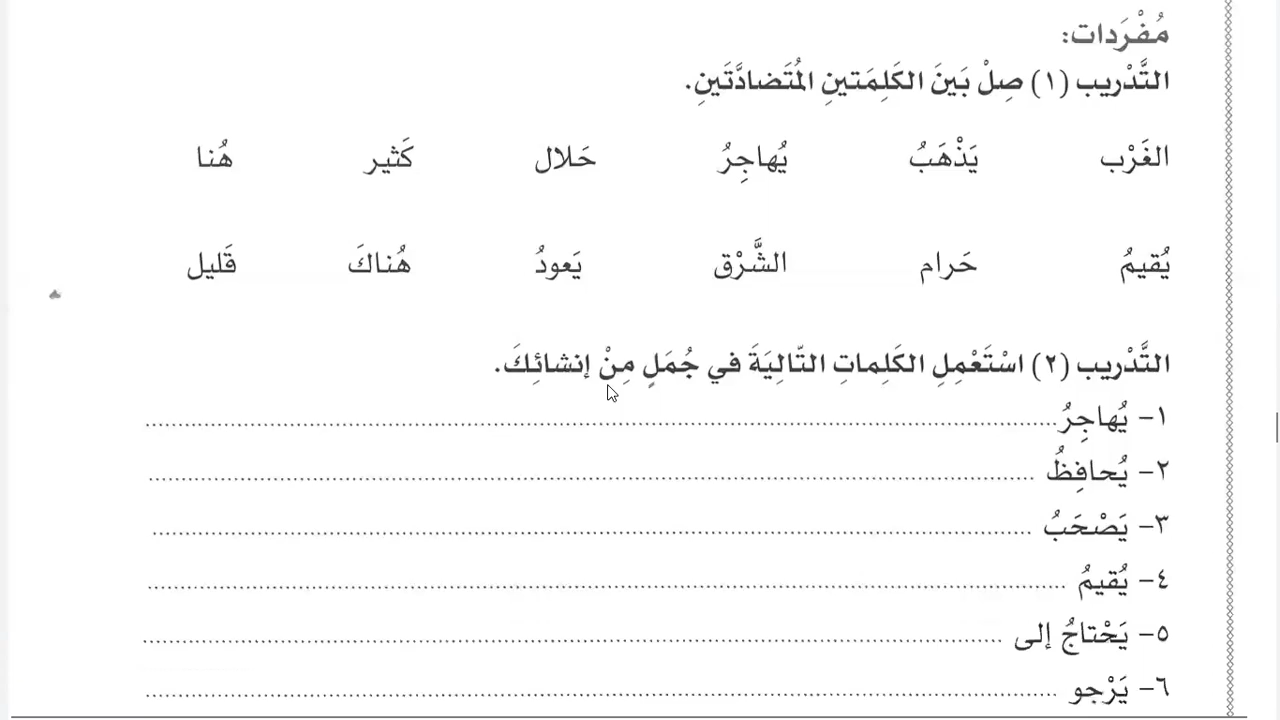 مُفْرَدات:
التَّدْريب (١) صِلْ بَينَ الكَلِمَتينِ المُتَضادَّتَينِ.
الغَرْب يَذْهَبُ يُهاجِرُ حَلال كَثير هُنا
يُقيمُ حَرام الشَّرْق يَعودُ هُناكَ قَليل
التَّدْريب (٢) اسْتَعْمِلِ الكَلِماتِ التّالِيَةَ في جُمَلٍ مِنْ إنشائِكَ.
١- يُهاجِرُ
٢- يُحافِظُ
٣- يَصْحَبُ
٤- يُقيمُ
٥- يَحْتاجُ إلى
٦- يَرْجو